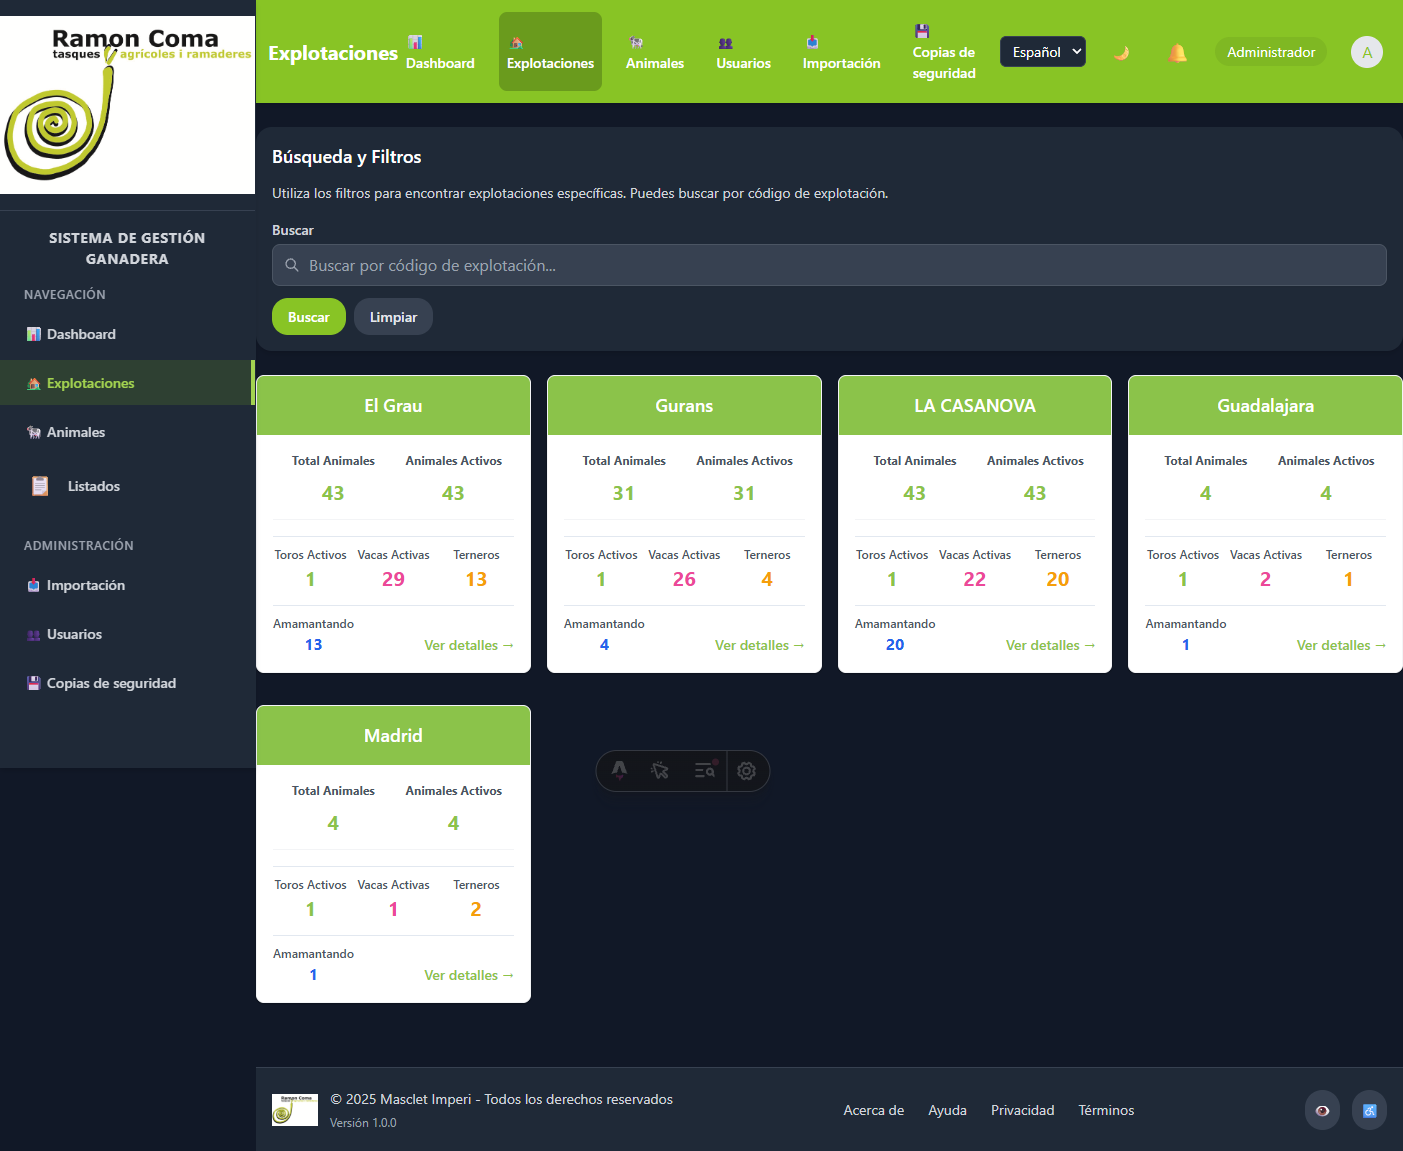 Ramon Coma
tasques agrícoles i ramaderes
SISTEMA DE GESTIÓN
GANADERA
NAVEGACIÓN
Dashboard
Explotaciones
Animales
Listados
ADMINISTRACIÓN
Importación
Usuarios
Copias de seguridad
Explotaciones
Dashboard
Explotaciones
Animales
Usuarios
Importación
Copias de
seguridad
Español
Administrador
A
Búsqueda y Filtros
Utiliza los filtros para encontrar explotaciones específicas. Puedes buscar por código de explotación.
Buscar
Buscar por código de explotación...
Buscar
Limpiar
El Grau
Total Animales Animales Activos
43 43
Toros Activos Vacas Activas Terneros
1 29 13
Amamantando
13 Ver detalles →
Gurans
Total Animales Animales Activos
31 31
Toros Activos Vacas Activas Terneros
1 26 4
Amamantando
4 Ver detalles →
LA CASANOVA
Total Animales Animales Activos
43 43
Toros Activos Vacas Activas Terneros
1 22 20
Amamantando
20 Ver detalles →
Guadalajara
Total Animales Animales Activos
4 4
Toros Activos Vacas Activas Terneros
1 2 1
Amamantando
1 Ver detalles →
Madrid
Total Animales Animales Activos
4 4
Toros Activos Vacas Activas Terneros
1 1 2
Amamantando
1 Ver detalles →
Ramon Coma
© 2025 Masclet Imperi - Todos los derechos reservados
Versión 1.0.0
Acerca de Ayuda Privacidad Términos